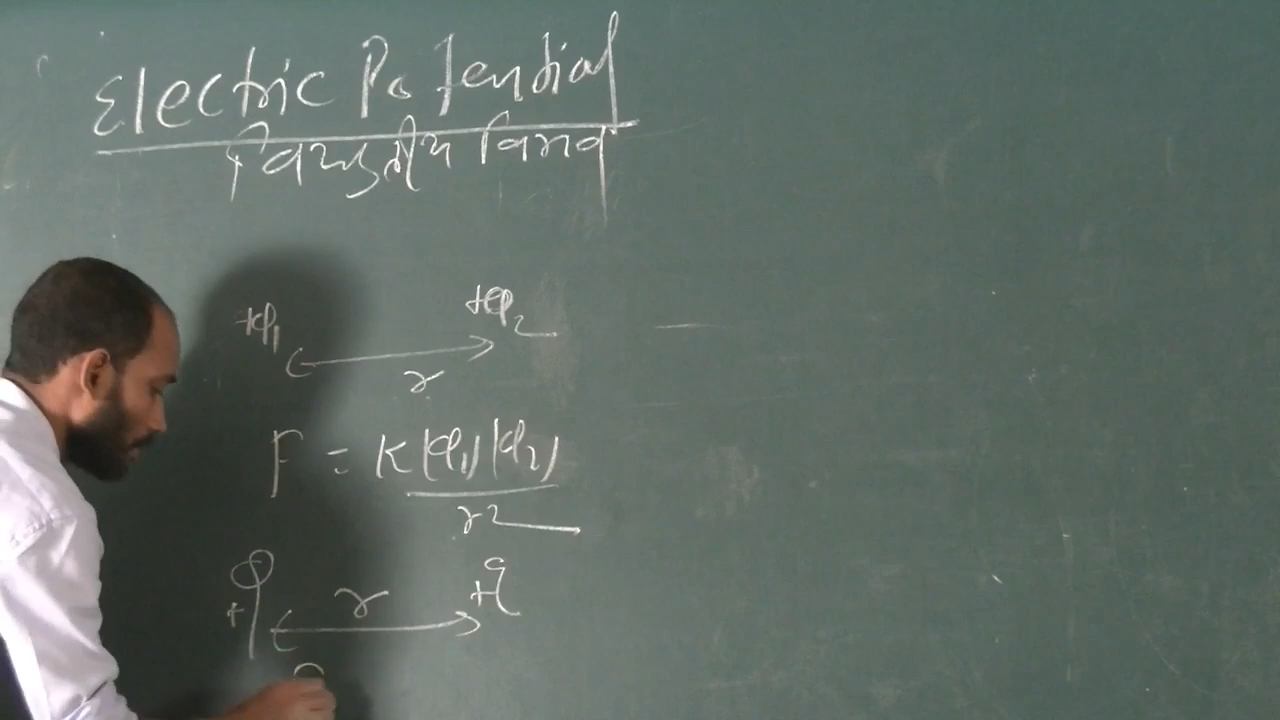 Electric Potential
विद्युतीय विभव
+q₁ +q₂
r
F = K|q₁||q₂|
r²
+Q r +q